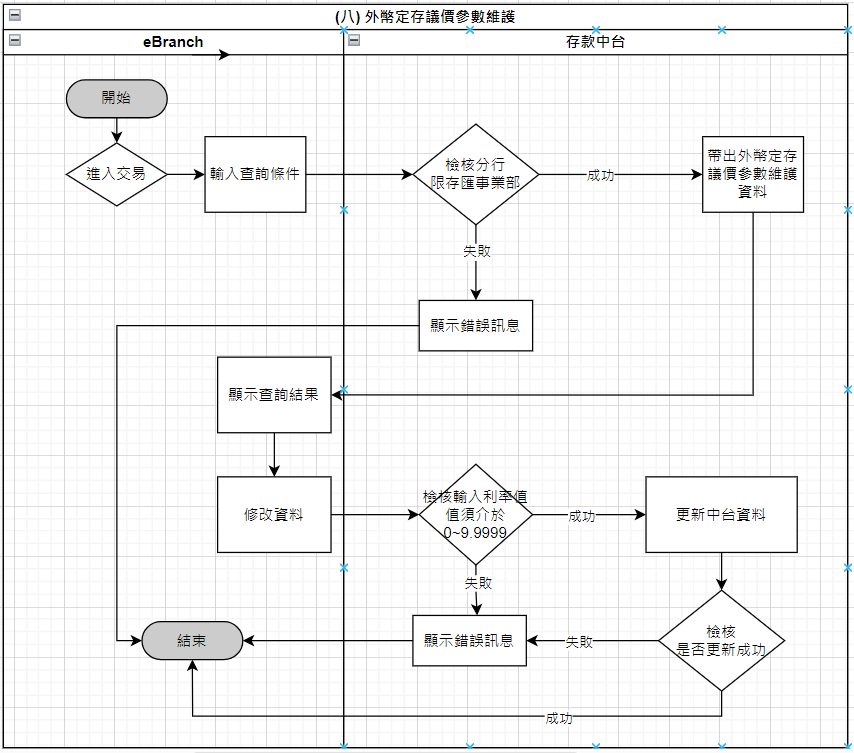 (八) 外幣定存議價參數維護
eBranch
存款中台
開始
進入交易
輸入查詢條件
檢核分行
限存匯事業部
成功
帶出外幣定存
議價參數維護
資料
失敗
顯示錯誤訊息
顯示查詢結果
修改資料
檢核輸入利率值
值須介於
0~9.9999
成功
更新中台資料
失敗
檢核
是否更新成功
失敗
顯示錯誤訊息
結束
成功